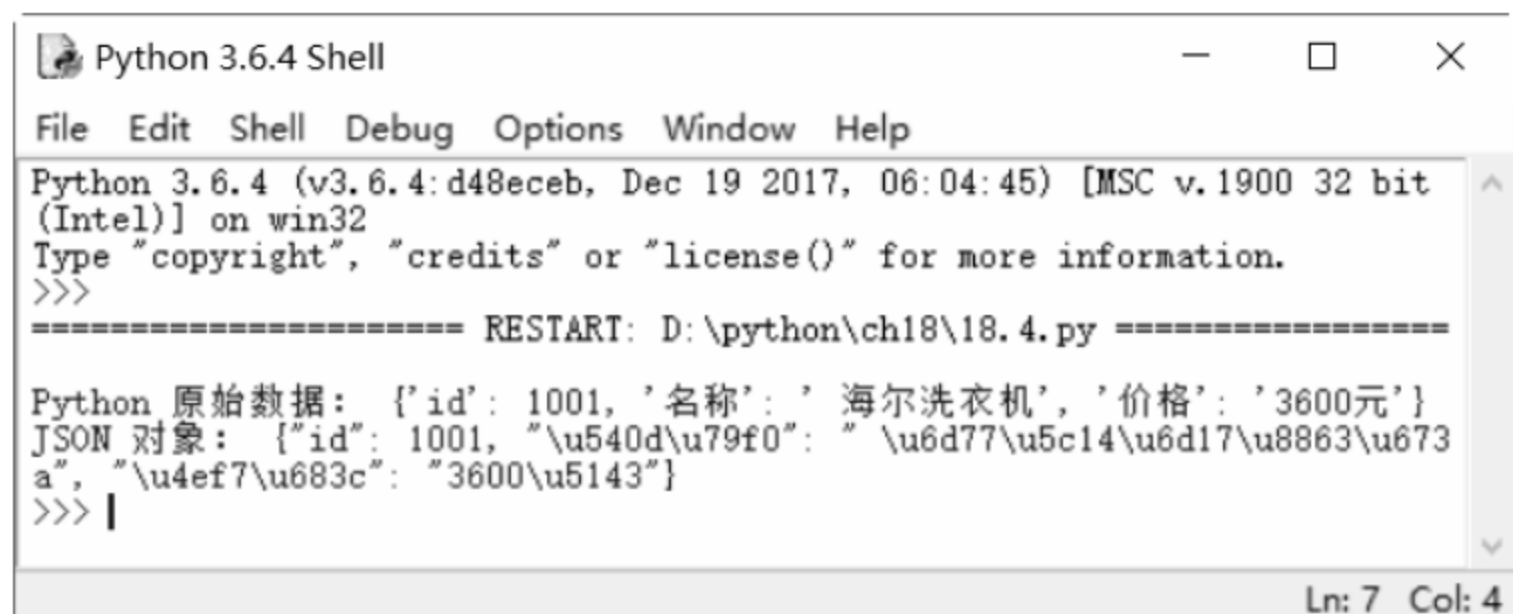 Python 3.6.4 Shell
File Edit Shell Debug Options Window Help
Python 3.6.4 (v3.6.4:d48eceb, Dec 19 2017, 06:04:45) [MSC v.1900 32 bit
(Intel)] on win32
Type "copyright", "credits" or "license()" for more information.
>>>
====================== RESTART: D:\python\ch18\18.4.py =================
Python 原始数据： {'id': 1001, '名称': ' 海尔洗衣机', '价格': '3600元'}
JSON 对象： {"id": 1001, "\u540d\u79f0": " \u6d77\u5c14\u6d17\u8863\u673
a", "\u4ef7\u683c": "3600\u5143"}
>>>
Ln: 7 Col: 4